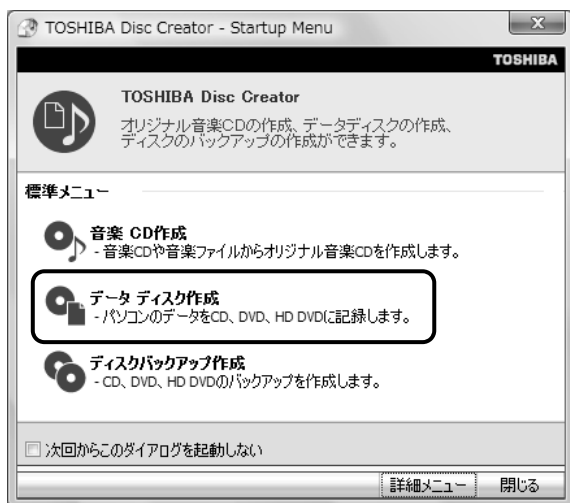 TOSHIBA Disc Creator - Startup Menu
TOSHIBA
TOSHIBA Disc Creator
オリジナル音楽CDの作成、データディスクの作成、
ディスクのバックアップの作成ができます。
標準メニュー
音楽 CD作成
- 音楽CDや音楽ファイルからオリジナル音楽CDを作成します。
データ ディスク作成
- パソコンのデータをCD、DVD、HD DVDに記録します。
ディスクバックアップ作成
- CD、DVD、HD DVDのバックアップを作成します。
次回からこのダイアログを起動しない
詳細メニュー 閉じる